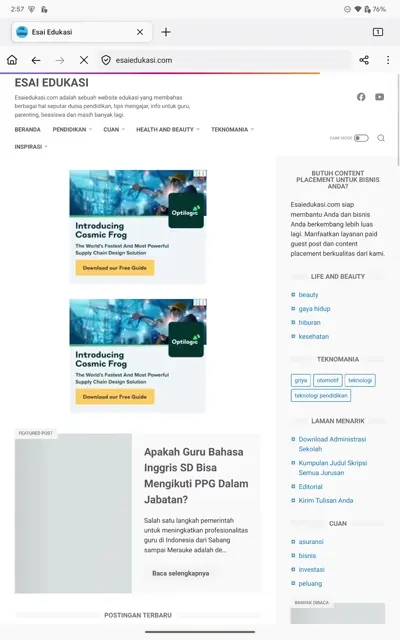 2:57
76%
Esai Edukasi
1
esaiedukasi.com
ESAI EDUKASI
Esaiedukasi.com adalah sebuah website edukasi yang membahas
berbagai hal seputar dunia pendidikan, tips mengajar, info untuk guru,
parenting, beasiswa dan masih banyak lagi.
BERANDA PENDIDIKAN CUAN HEALTH AND BEAUTY TEKNOMANIA
INSPIRASI
DARK MODE
Optilogic
Introducing
Cosmic Frog
The World's Fastest And Most Powerful
Supply Chain Design Solution
Download our Free Guide
Optilogic
Introducing
Cosmic Frog
The World's Fastest And Most Powerful
Supply Chain Design Solution
Download our Free Guide
FEATURED POST
Apakah Guru Bahasa
Inggris SD Bisa
Mengikuti PPG Dalam
Jabatan?
Salah satu langkah pemerintah
untuk meningkatkan profesionalitas
guru di Indonesia dari Sabang
sampai Merauke adalah de...
Baca selengkapnya
POSTINGAN TERBARU
BUTUH CONTENT
PLACEMENT UNTUK BISNIS
ANDA?
Esaiedukasi.com siap
membantu Anda dan bisnis
Anda berkembang lebih luas
lagi. Manfaatkan layanan paid
guest post dan content
placement berkualitas dari kami.
LIFE AND BEAUTY
beauty
gaya hidup
hiburan
kesehatan
TEKNOMANIA
griya otomotif teknologi
teknologi pendidikan
LAMAN MENARIK
Download Administrasi
Sekolah
Kumpulan Judul Skripsi
Semua Jurusan
Editorial
Kirim Tulisan Anda
CUAN
asuransi
bisnis
investasi
peluang
BANYAK DIBACA